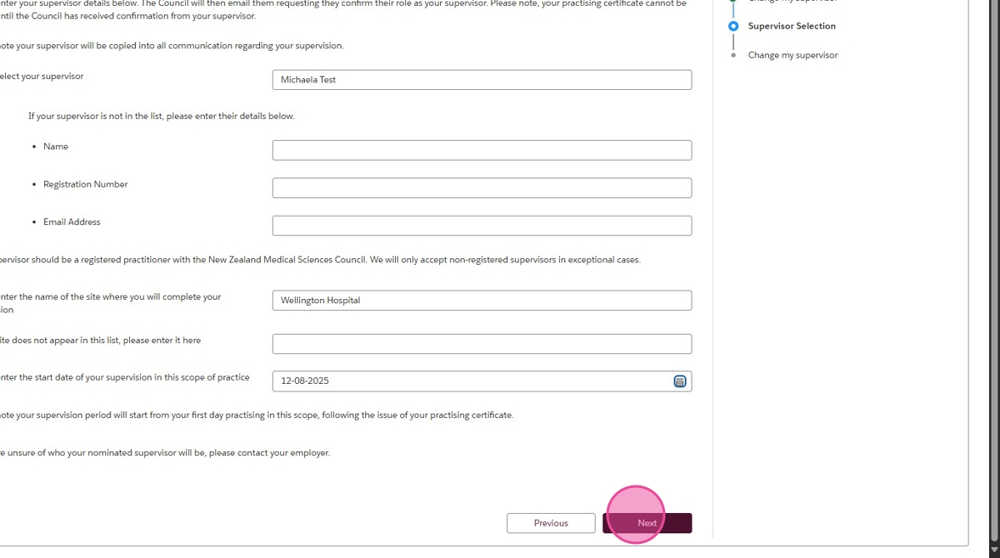 nter your supervisor details below. The Council will then email them requesting they confirm their role as your supervisor. Please note, your practising certificate cannot be
ntil the Council has received confirmation from your supervisor.
ote your supervisor will be copied into all communication regarding your supervision.
elect your supervisor
Michaela Test
If your supervisor is not in the list, please enter their details below.
• Name
• Registration Number
• Email Address
pervisor should be a registered practitioner with the New Zealand Medical Sciences Council. We will only accept non-registered supervisors in exceptional cases.
nter the name of the site where you will complete your
ion
Wellington Hospital
ite does not appear in this list, please enter it here
nter the start date of your supervision in this scope of practice
12-08-2025
ote your supervision period will start from your first day practising in this scope, following the issue of your practising certificate.
e unsure of who your nominated supervisor will be, please contact your employer.
Previous
Next
Change my supervisor
Supervisor Selection
Change my supervisor